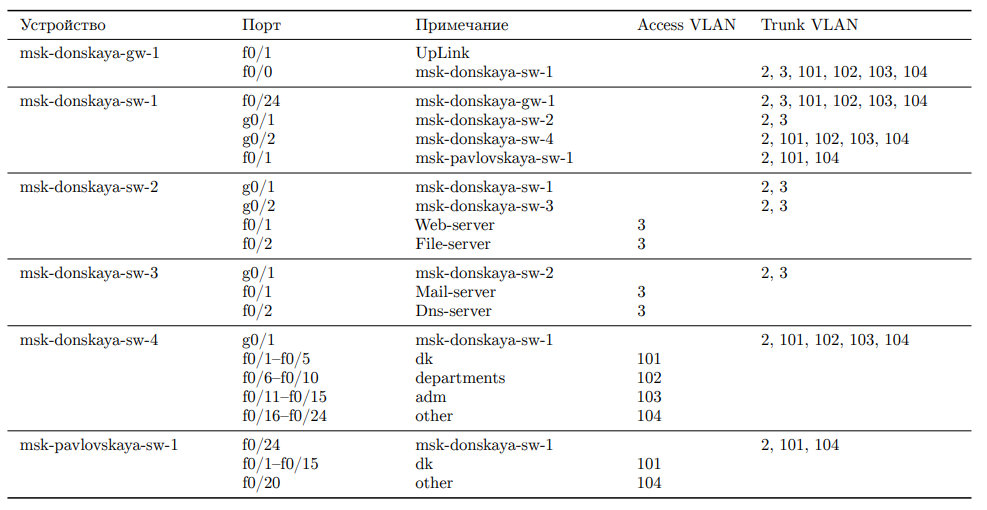 Устройство Порт Примечание Access VLAN Trunk VLAN
msk-donskaya-gw-1 f0/1 UpLink
f0/0 msk-donskaya-sw-1 2, 3, 101, 102, 103, 104
msk-donskaya-sw-1 f0/24 msk-donskaya-gw-1 2, 3, 101, 102, 103, 104
g0/1 msk-donskaya-sw-2 2, 3
g0/2 msk-donskaya-sw-4 2, 101, 102, 103, 104
f0/1 msk-pavlovskaya-sw-1 2, 101, 104
msk-donskaya-sw-2 g0/1 msk-donskaya-sw-1 2, 3
g0/2 msk-donskaya-sw-3 2, 3
f0/1 Web-server 3
f0/2 File-server 3
msk-donskaya-sw-3 g0/1 msk-donskaya-sw-2 2, 3
f0/1 Mail-server 3
f0/2 Dns-server 3
msk-donskaya-sw-4 g0/1 msk-donskaya-sw-1 2, 101, 102, 103, 104
f0/1–f0/5 dk 101
f0/6–f0/10 departments 102
f0/11–f0/15 adm 103
f0/16–f0/24 other 104
msk-pavlovskaya-sw-1 f0/24 msk-donskaya-sw-1 2, 101, 104
f0/1–f0/15 dk 101
f0/20 other 104